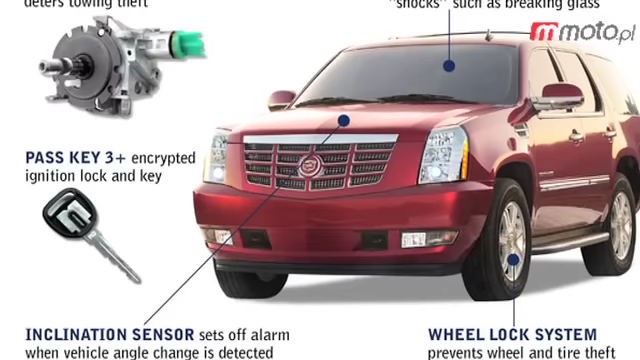 deters towing theft
"shocks" such as breaking glass
moto.pl
PASS KEY 3+ encrypted
ignition lock and key
INCLINATION SENSOR sets off alarm
when vehicle angle change is detected
WHEEL LOCK SYSTEM
prevents wheel and tire theft